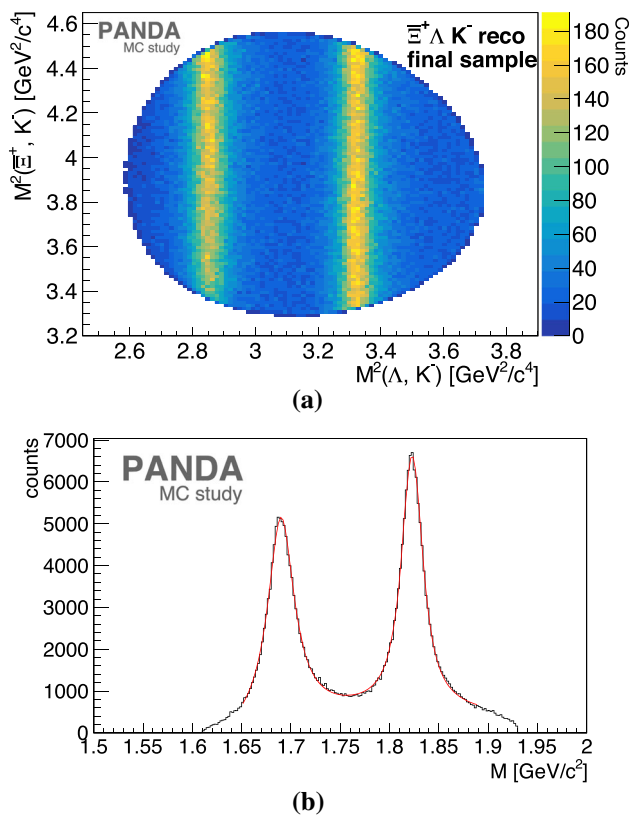 PANDA
MC study
Ξ̅⁺ Λ K⁻ reco
final sample
M²(Ξ̅⁺, K⁻) [GeV²/c⁴]
4.6
4.4
4.2
4
3.8
3.6
3.4
3.2
2.6 2.8 3 3.2 3.4 3.6 3.8
M²(Λ, K⁻) [GeV²/c⁴]
Counts
180
160
140
120
100
80
60
40
20
0
(a)
PANDA
MC study
counts
7000
6000
5000
4000
3000
2000
1000
0
1.5 1.55 1.6 1.65 1.7 1.75 1.8 1.85 1.9 1.95 2
M [GeV/c²]
(b)